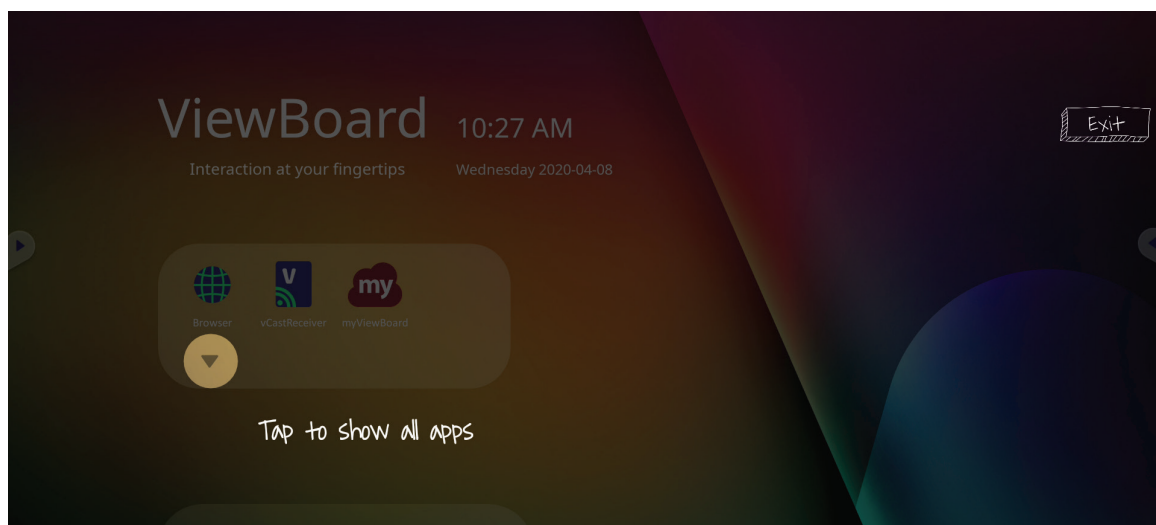 ViewBoard
10:27 AM
Exit
Interaction at your fingertips
Wednesday 2020-04-08
V
my
Browser
vCastReceiver
myViewBoard
Tap to show all apps